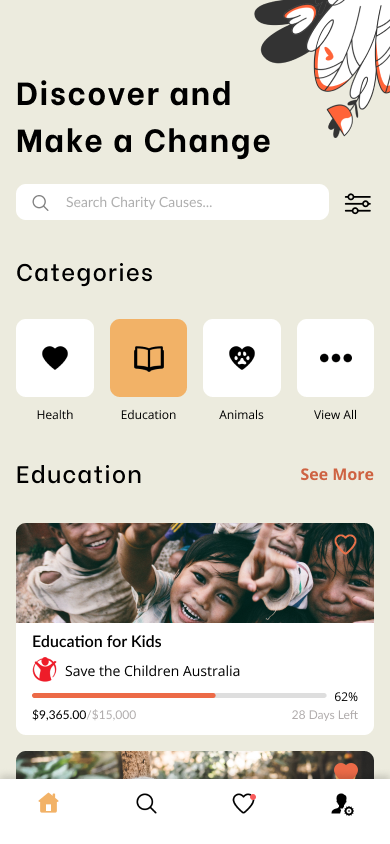 Discover and
Make a Change
Search Charity Causes...
Categories
Health
Education
Animals
View All
Education
See More
Education for Kids
Save the Children Australia
62%
$9,365.00/$15,000
28 Days Left